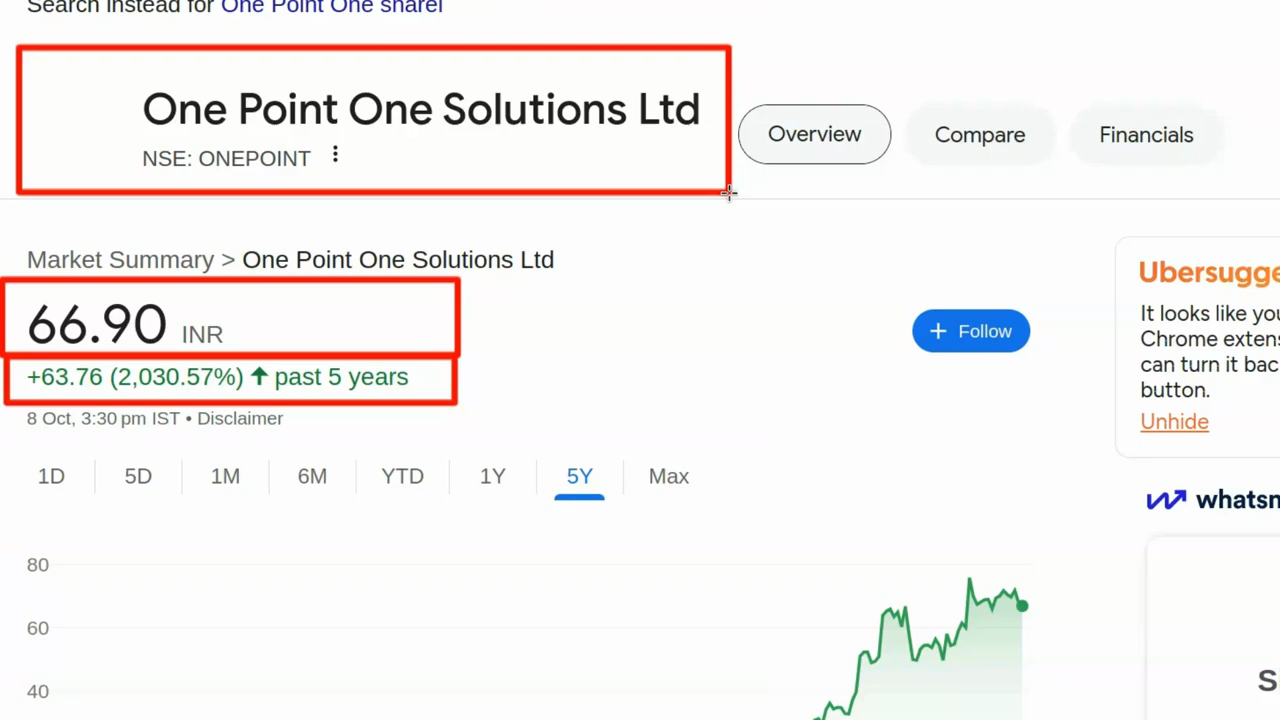 Search instead for One Point One sharel
One Point One Solutions Ltd
NSE: ONEPOINT
Overview
Compare
Financials
Market Summary > One Point One Solutions Ltd
66.90 INR
+63.76 (2,030.57%) ↑ past 5 years
8 Oct, 3:30 pm IST • Disclaimer
+ Follow
1D
5D
1M
6M
YTD
1Y
5Y
Max
80
60
40
Ubersugge
It looks like you
Chrome extens
can turn it bac
button.
Unhide
whatsm